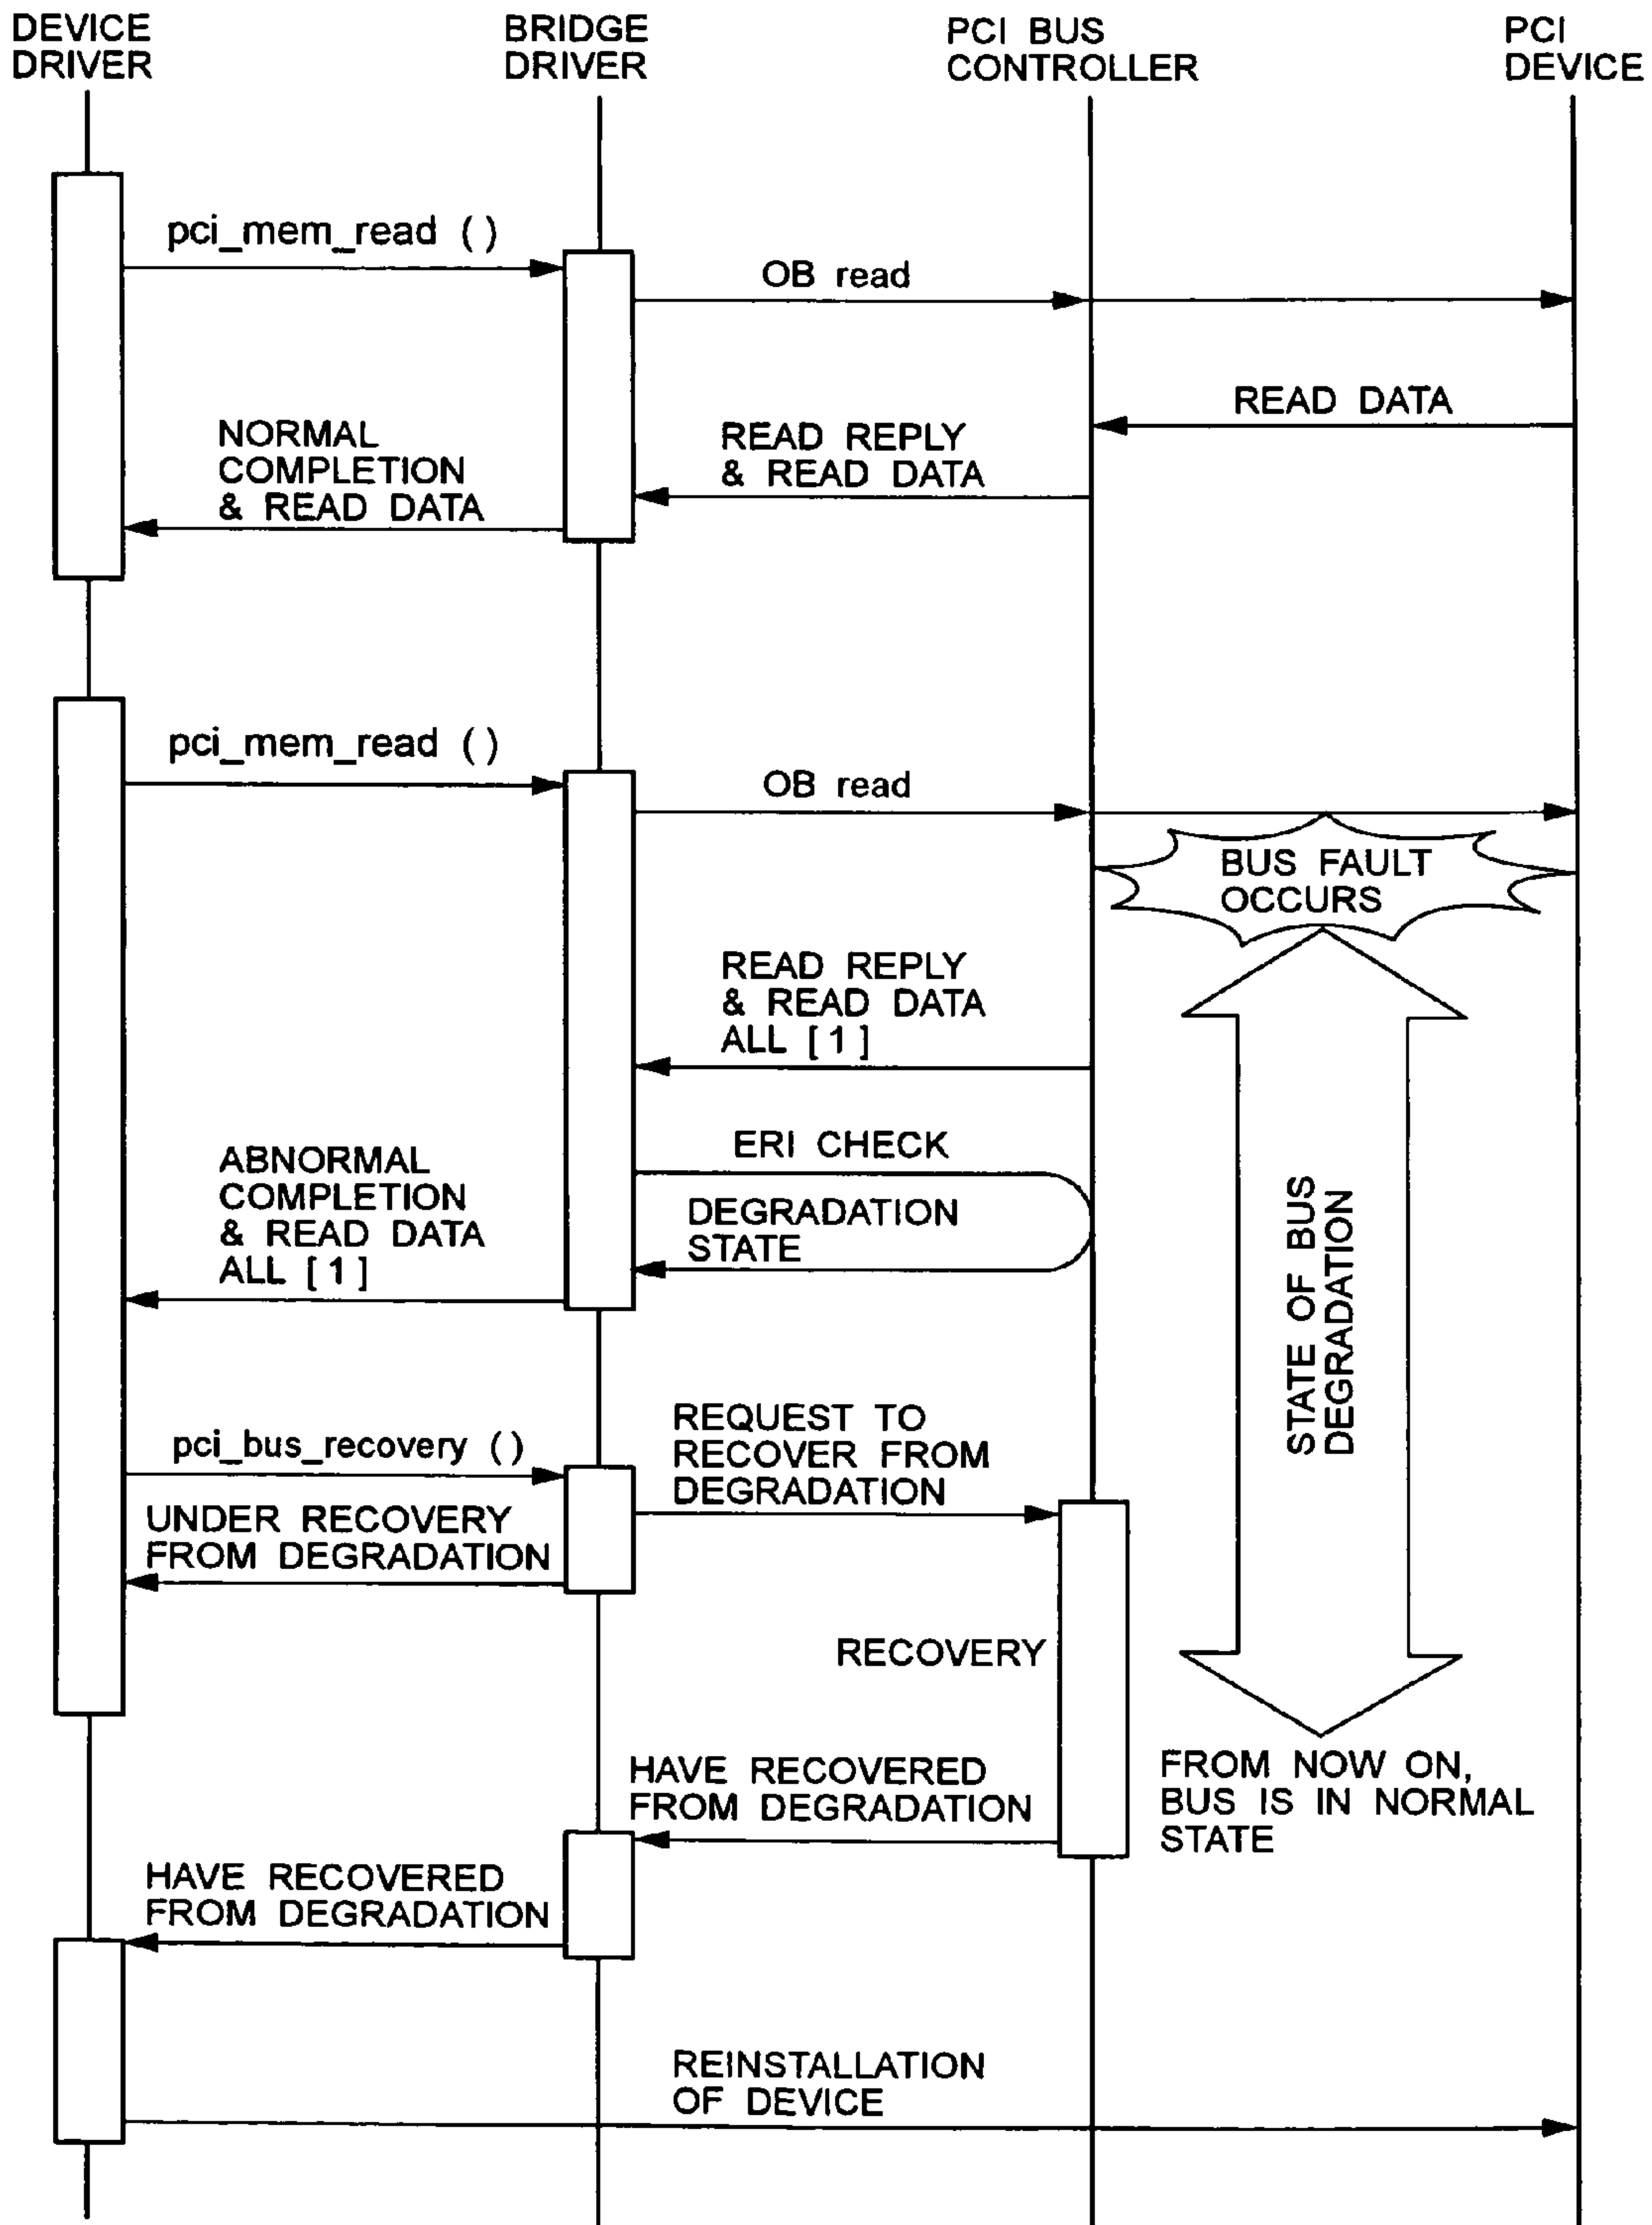 DEVICE
DRIVER
BRIDGE
DRIVER
PCI BUS
CONTROLLER
PCI
DEVICE
pci_mem_read ()
OB read
READ DATA
NORMAL
COMPLETION
& READ DATA
READ REPLY
& READ DATA
pci_mem_read ()
OB read
BUS FAULT
OCCURS
READ REPLY
& READ DATA
ALL [1]
ERI CHECK
DEGRADATION
STATE
ABNORMAL
COMPLETION
& READ DATA
ALL [1]
STATE OF BUS
DEGRADATION
pci_bus_recovery ()
REQUEST TO
RECOVER FROM
DEGRADATION
UNDER RECOVERY
FROM DEGRADATION
RECOVERY
HAVE RECOVERED
FROM DEGRADATION
FROM NOW ON,
BUS IS IN NORMAL
STATE
HAVE RECOVERED
FROM DEGRADATION
REINSTALLATION
OF DEVICE